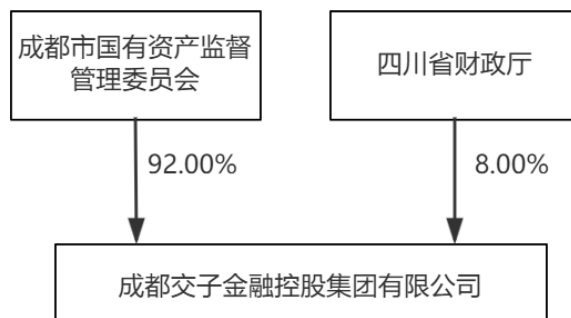 成都市国有资产监督
管理委员会
四川省财政厅
92.00%
8.00%
成都交子金融控股集团有限公司